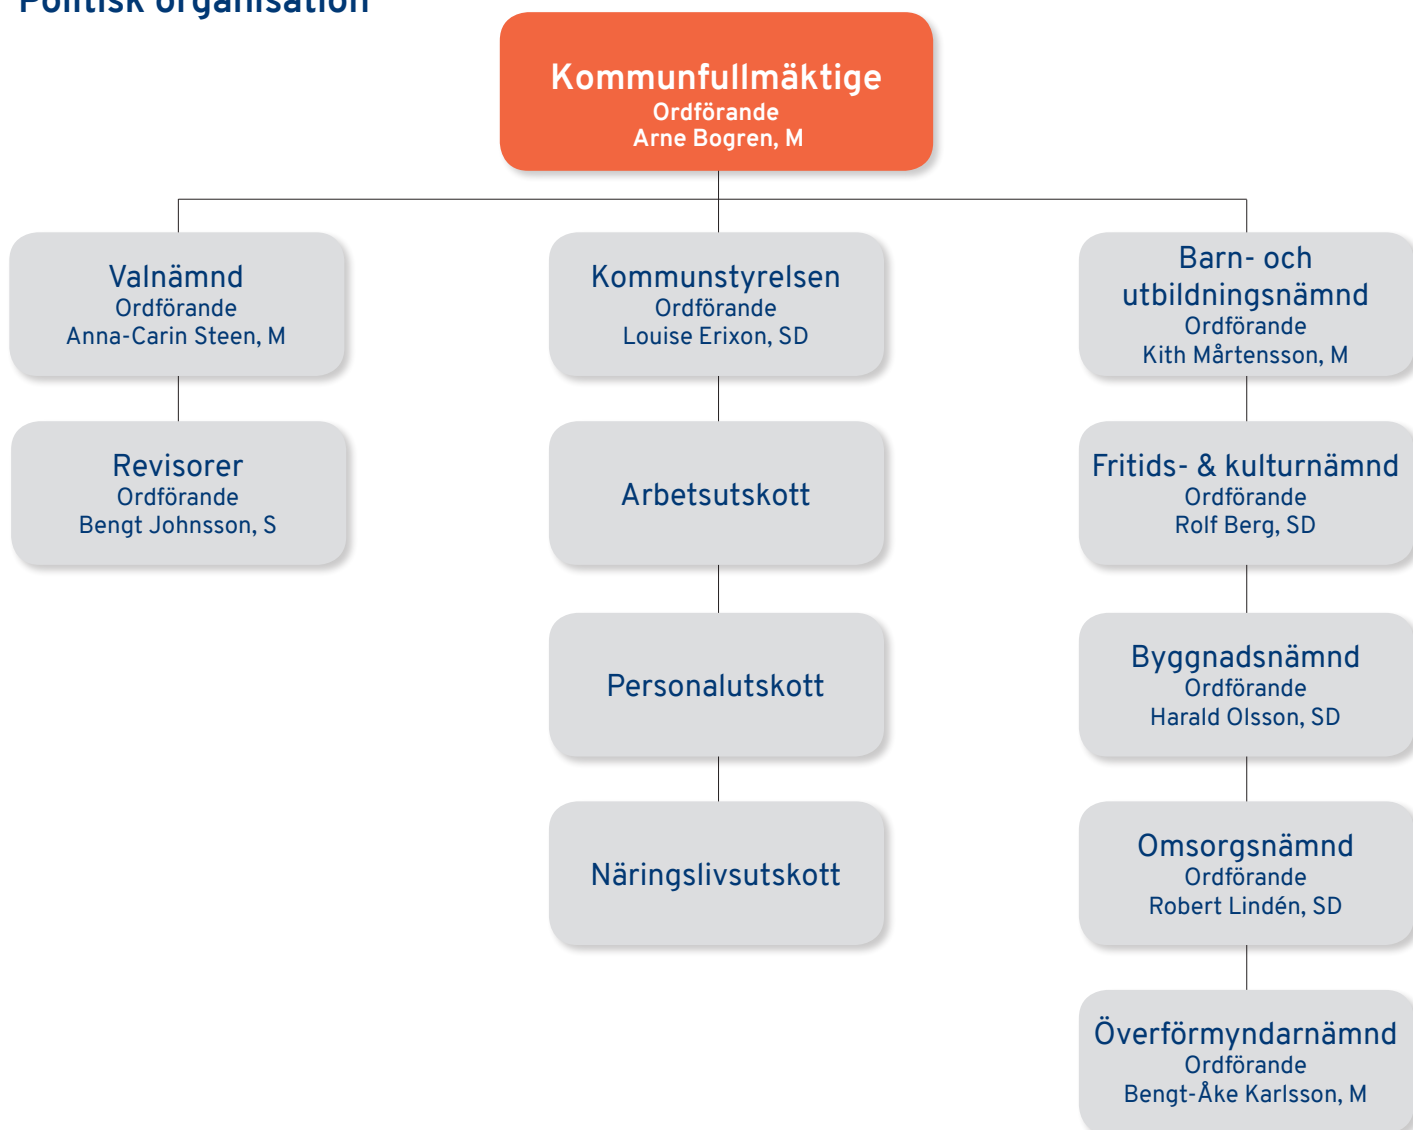 Politisk organisation
Kommunfullmäktige
Ordförande
Arne Bogren, M
Valnämnd
Ordförande
Anna-Carin Steen, M
Revisorer
Ordförande
Bengt Johnsson, S
Kommunstyrelsen
Ordförande
Louise Erixon, SD
Arbetsutskott
Personalutskott
Näringslivsutskott
Barn- och
utbildningsnämnd
Ordförande
Kith Mårtensson, M
Fritids- & kulturnämnd
Ordförande
Rolf Berg, SD
Byggnadsnämnd
Ordförande
Harald Olsson, SD
Omsorgsnämnd
Ordförande
Robert Lindén, SD
Överförmyndarnämnd
Ordförande
Bengt-Åke Karlsson, M